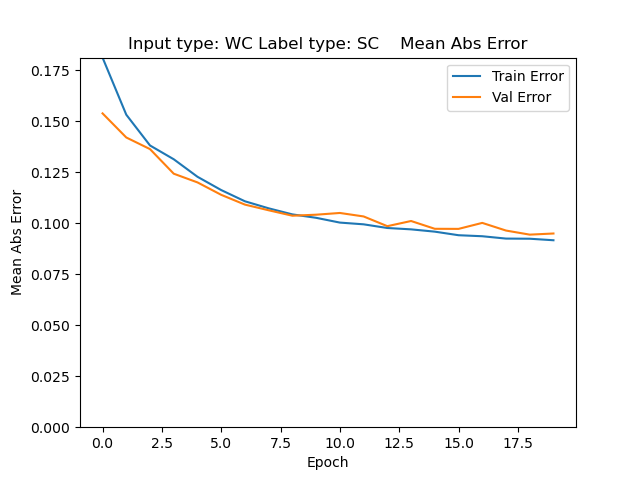 Input type: WC Label type: SC    Mean Abs Error
Train Error
Val Error
0.175
0.150
0.125
0.100
0.075
0.050
0.025
0.000
Mean Abs Error
0.0 2.5 5.0 7.5 10.0 12.5 15.0 17.5
Epoch